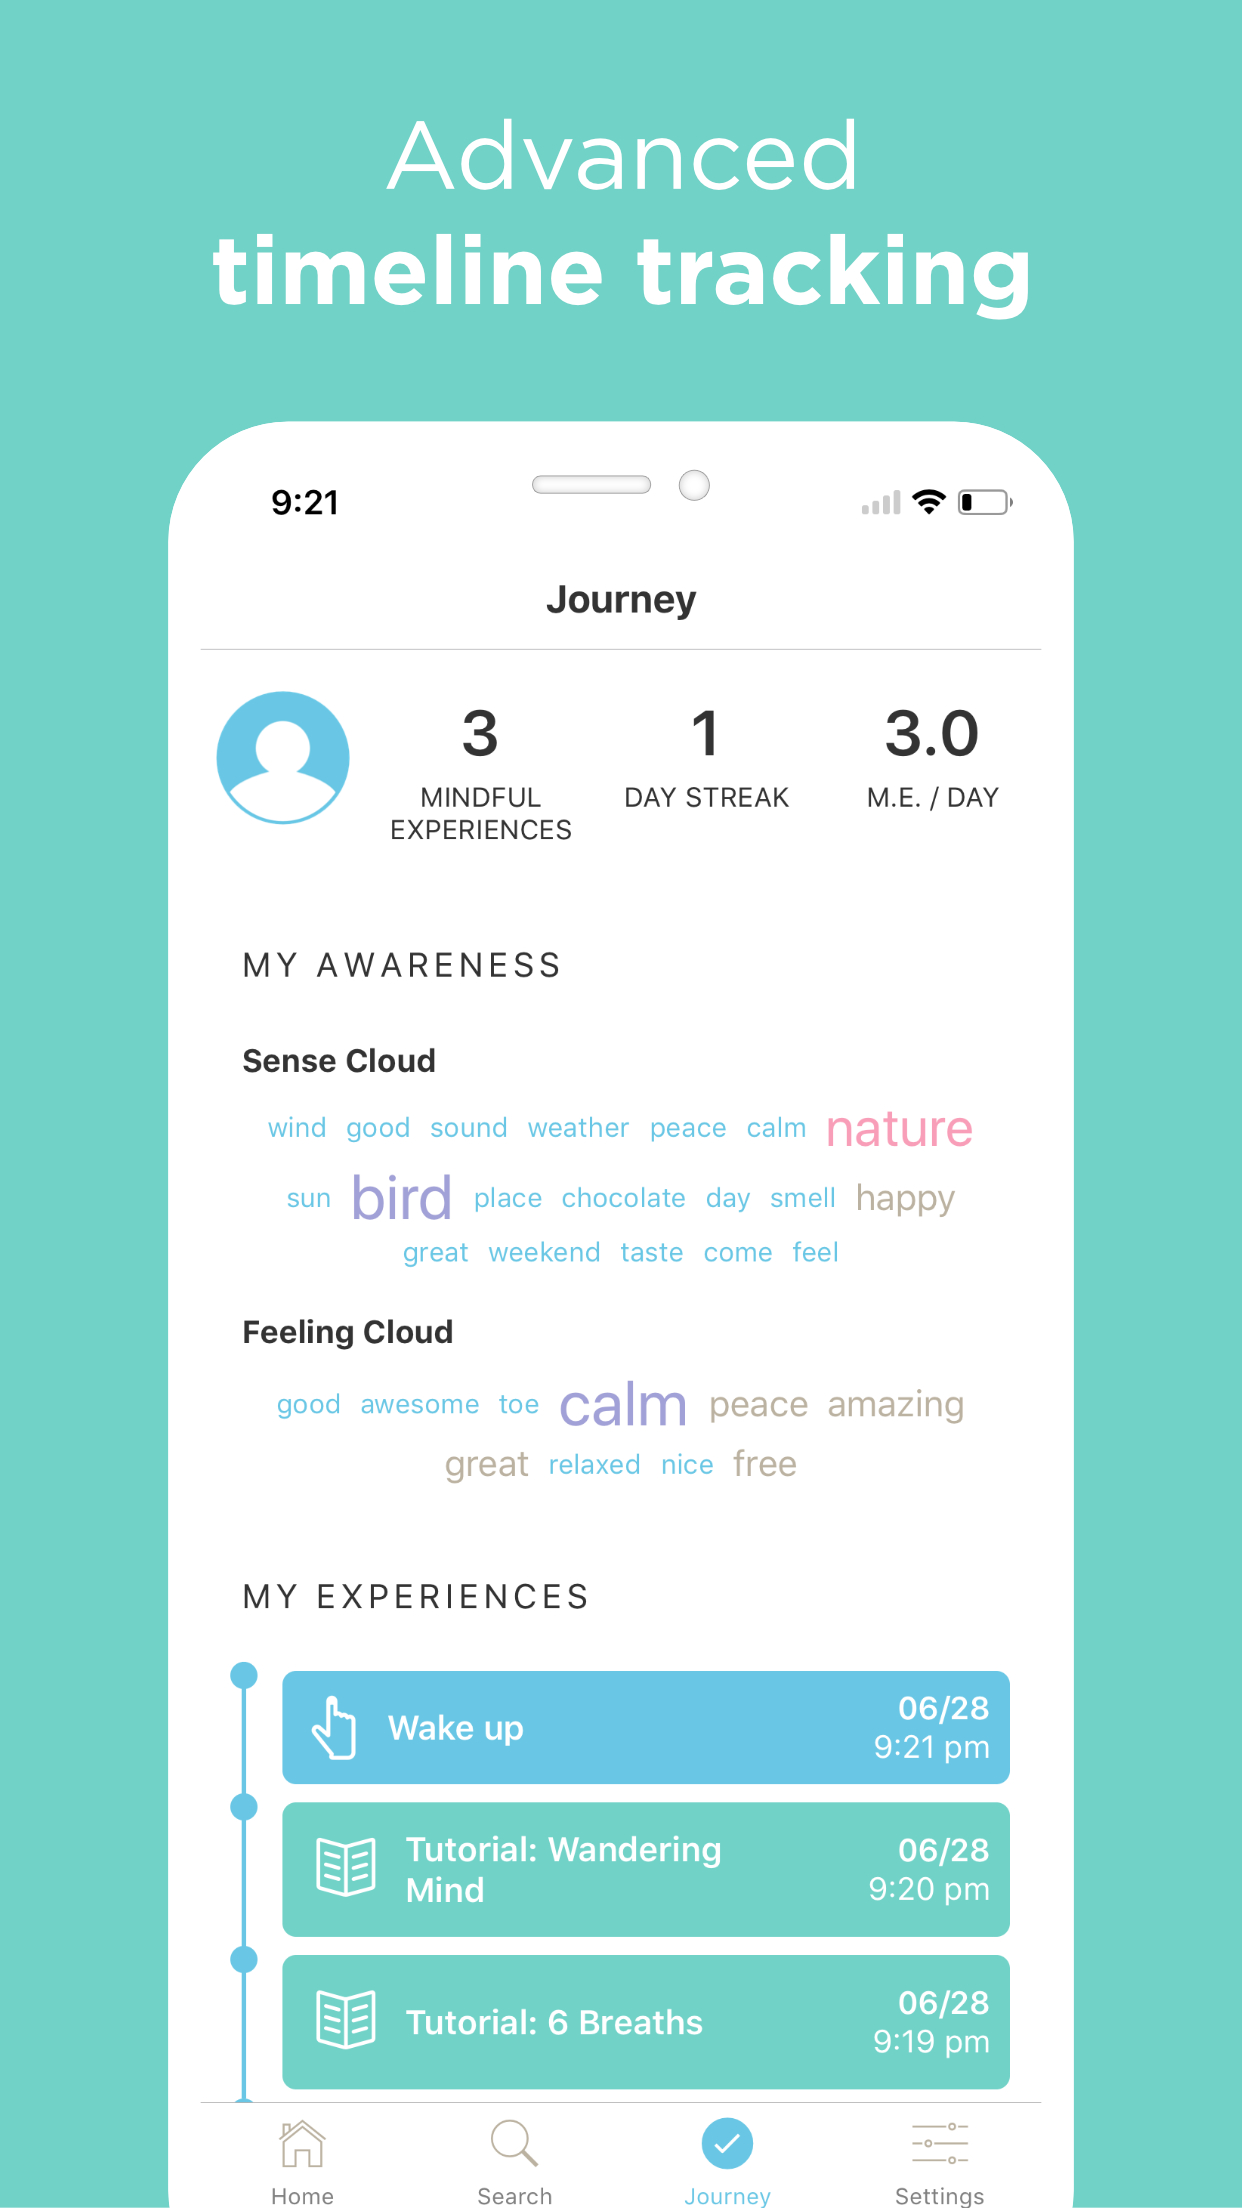 Advanced
timeline tracking
9:21
Journey
3
MINDFUL
EXPERIENCES
1
DAY STREAK
3.0
M.E. / DAY
MY AWARENESS
Sense Cloud
wind good sound weather peace calm nature
sun bird place chocolate day smell happy
great weekend taste come feel
Feeling Cloud
good awesome toe calm peace amazing
great relaxed nice free
MY EXPERIENCES
Wake up
06/28
9:21 pm
Tutorial: Wandering
Mind
06/28
9:20 pm
Tutorial: 6 Breaths
06/28
9:19 pm
Home
Search
Journey
Settings